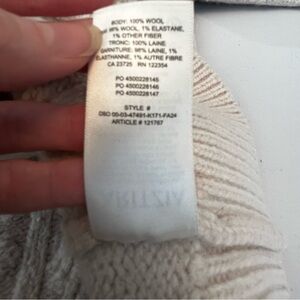 BODY: 100% WOOL
98% WOOL, 1% ELASTANE,
1% OTHER FIBER
TRONC: 100% LAINE
GARNITURE: 98% LAINE, 1%
ELASTHANNE, 1% AUTRE FIBRE
CA 23725 RN 122354
PO 4500228145
PO 4500228146
PO 4500228147
STYLE #
DSO 00-03-47491-K171-FA24
ARTICLE # 121767
ARITZIA